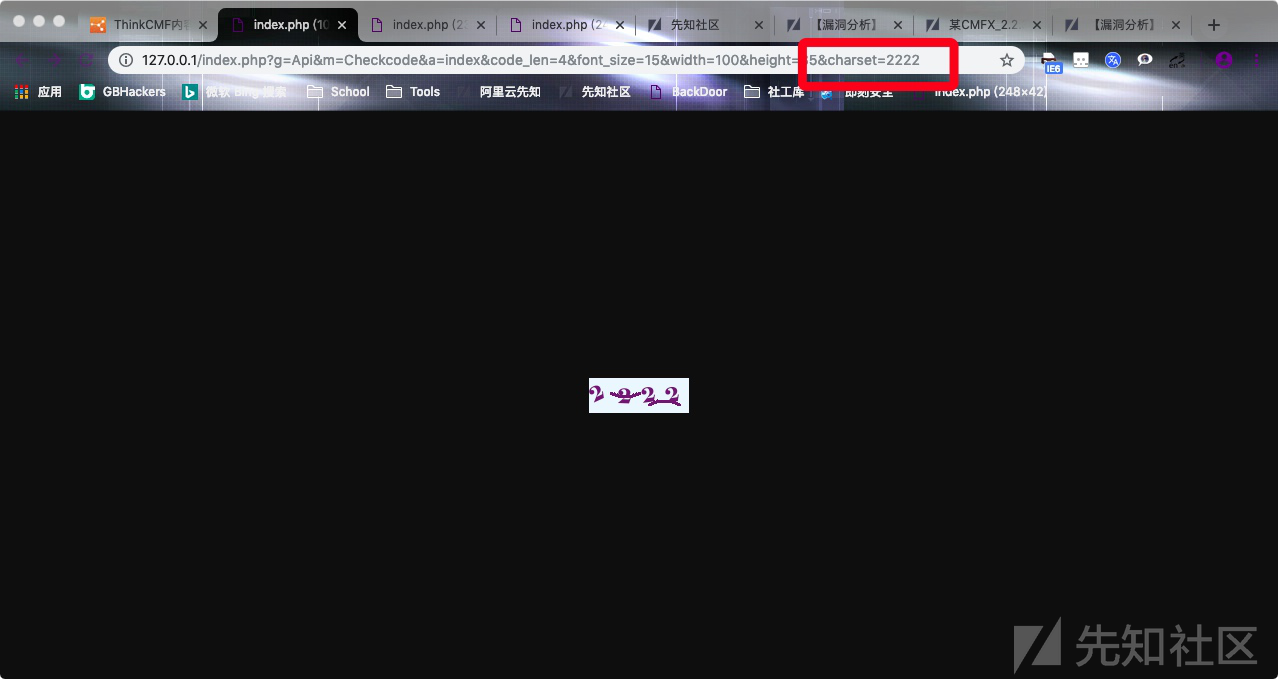 ThinkCMF内容
index.php (10
index.php (2
index.php (24
先知社区
【漏洞分析】
某CMFX_2.2.
【漏洞分析】
127.0.0.1/index.php?g=Api&m=Checkcode&a=index&code_len=4&font_size=15&width=100&height=35&charset=2222
IE6
应用
GBHackers
微软 Bing 搜索
School
Tools
阿里云先知
先知社区
BackDoor
社工库
即刻安全
index.php (248×42)
2222
先知社区